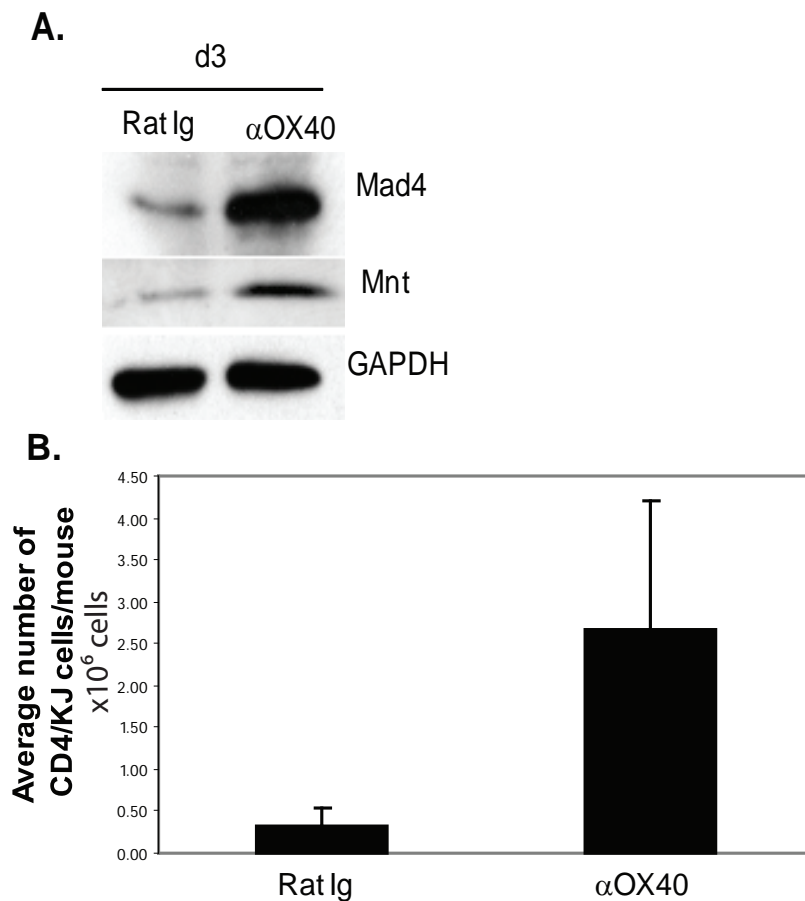 A.
d3
Rat Ig αOX40
Mad4
Mnt
GAPDH
B.
Average number of
CD4/KJ cells/mouse
x10⁶ cells
4.50
4.00
3.50
3.00
2.50
2.00
1.50
1.00
0.50
0.00
Rat Ig αOX40